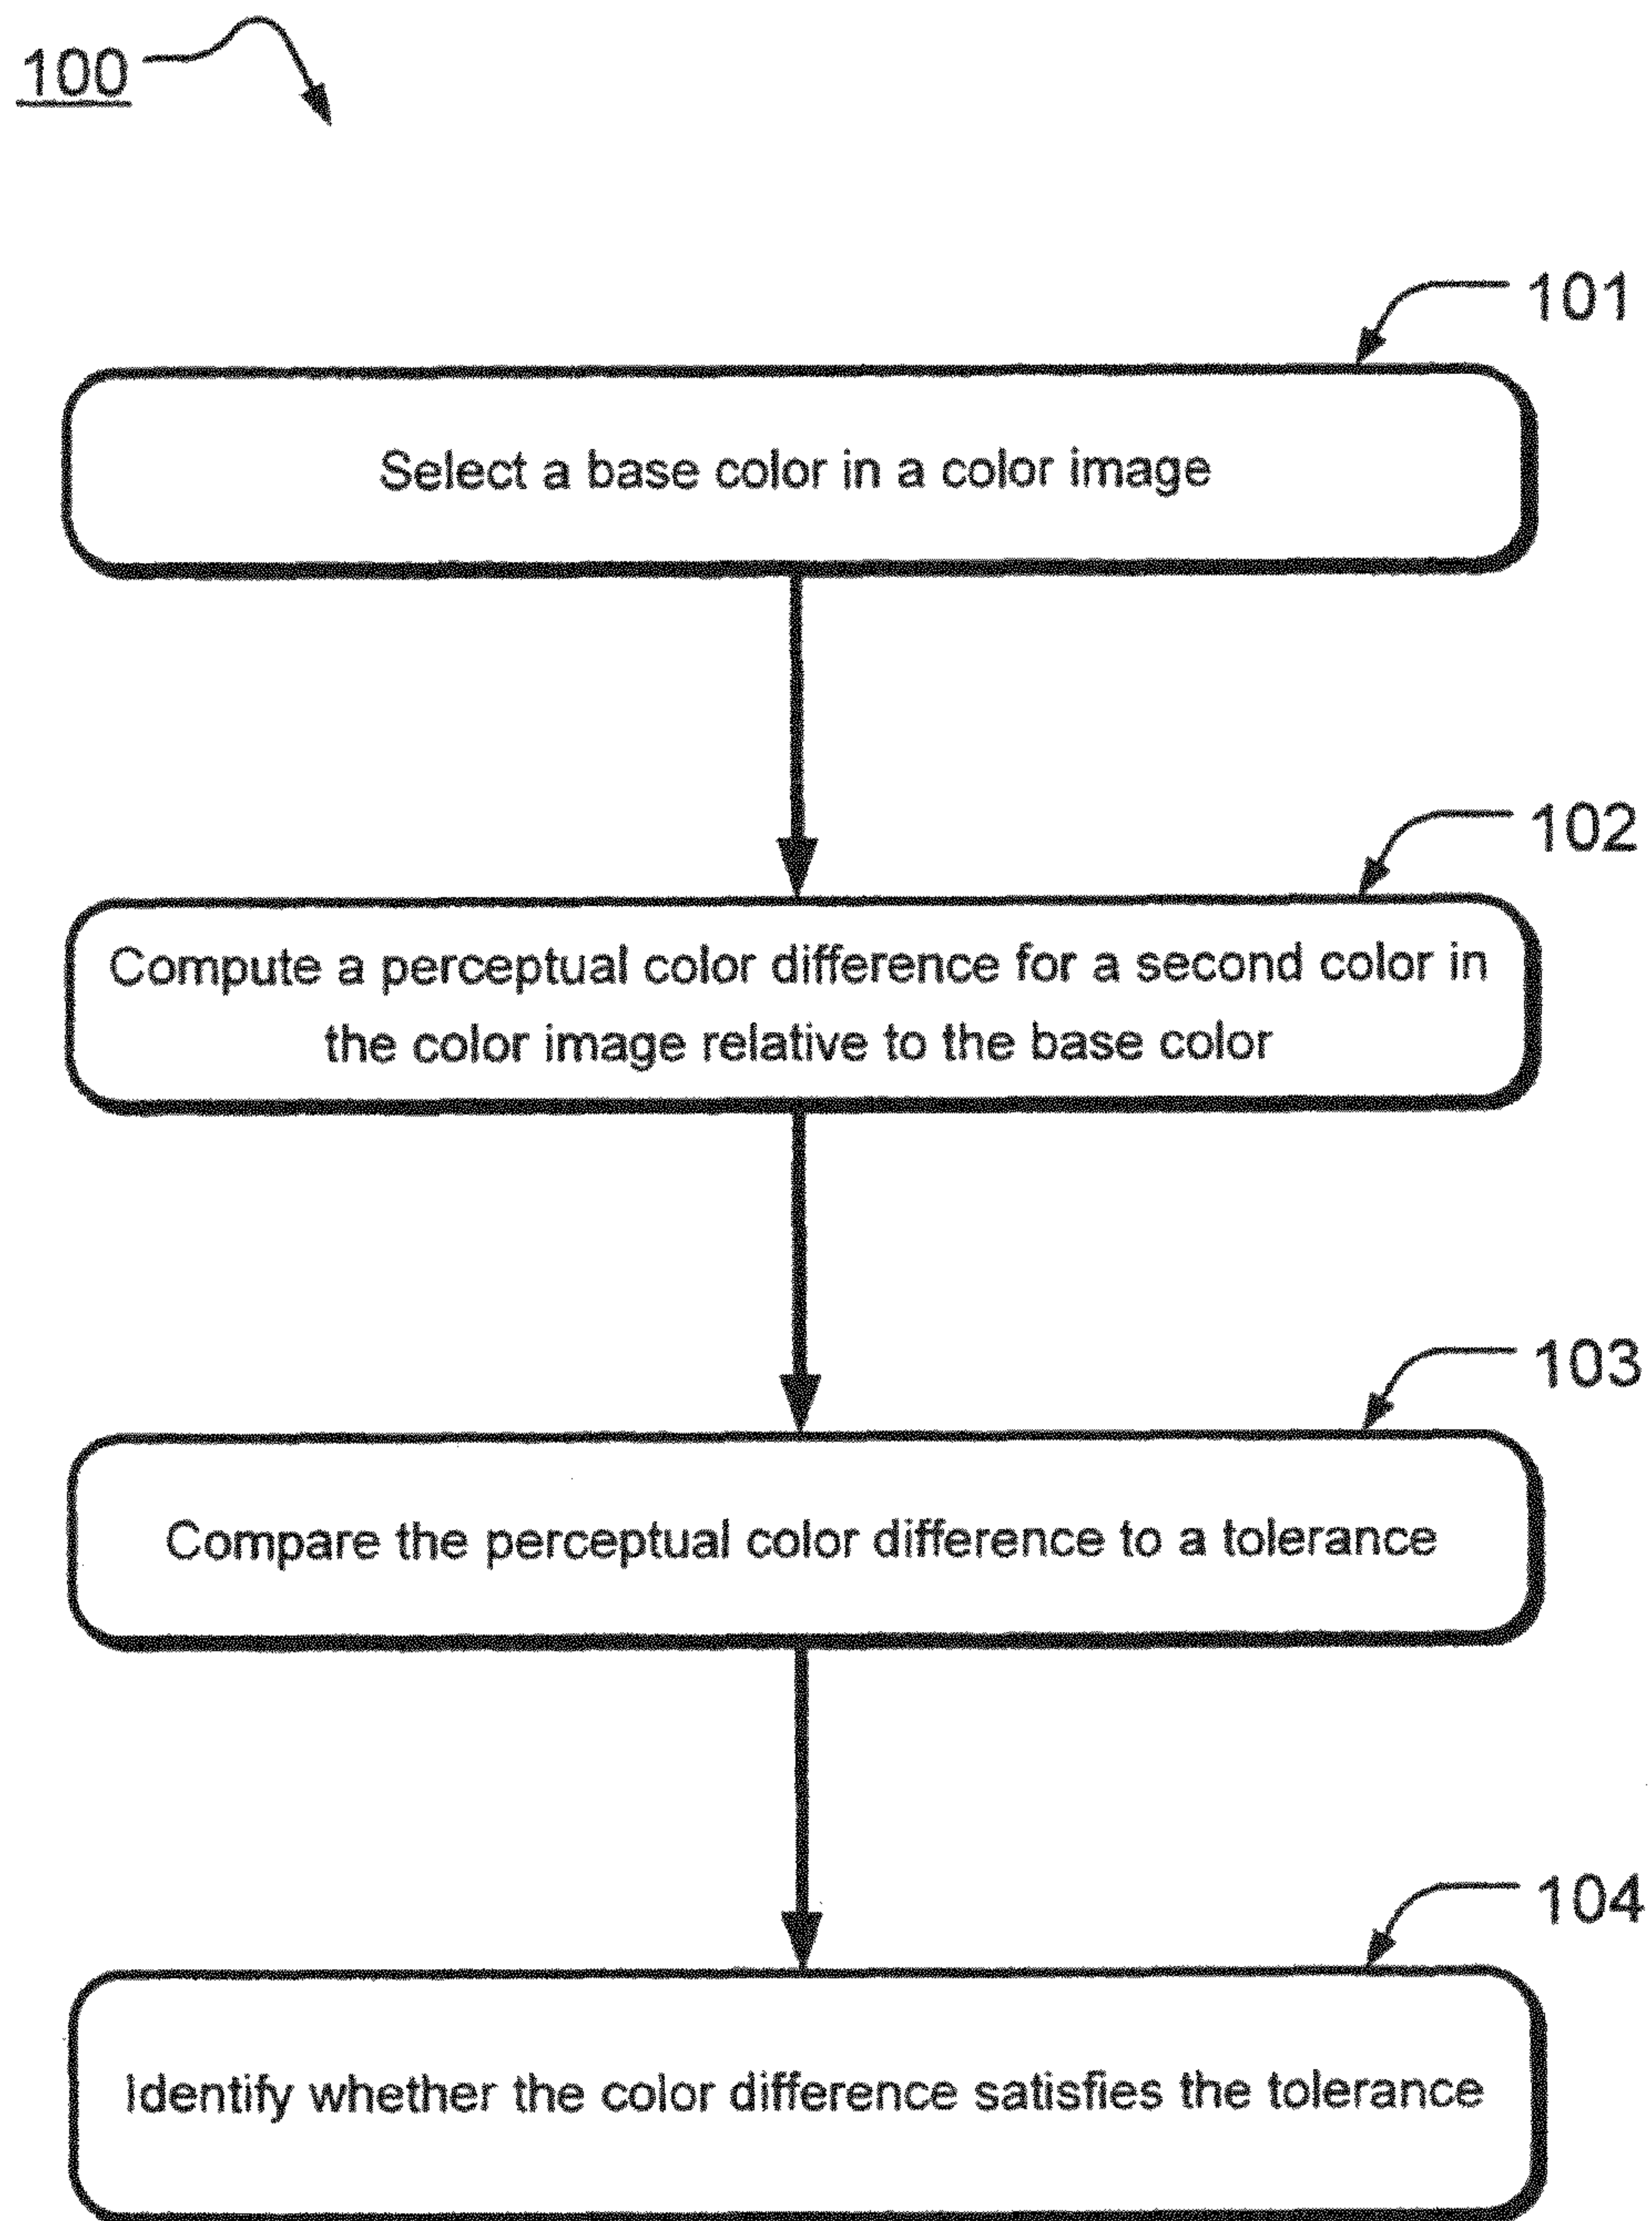 100
101
Select a base color in a color image
102
Compute a perceptual color difference for a second color in
the color image relative to the base color
103
Compare the perceptual color difference to a tolerance
104
Identify whether the color difference satisfies the tolerance